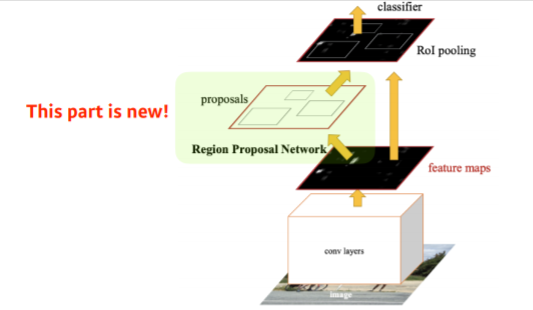 classifier
RoI pooling
proposals
This part is new!
Region Proposal Network
feature maps
conv layers
image